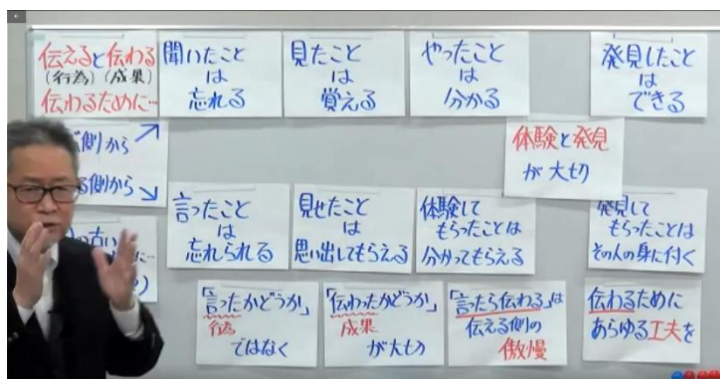 伝えると伝わる
(行為)(成果)
伝わるために…
聞いたこと
は
忘れる
見たこと
は
覚える
やったこと
は
分かる
発見したこと
は
できる
側から
側から
体験と発見
が大切
の古い
言ったこと
は
忘れられる
見せたこと
は
思い出してもらえる
体験して
もらったことは
分かってもらえる
発見して
もらったことは
その人の身に付く
「言ったかどうか」
行為
ではなく
「伝わったかどうか」
成果
が大切
「言ったら伝わる」は
伝える側の
傲慢
伝わるために
あらゆる工夫を